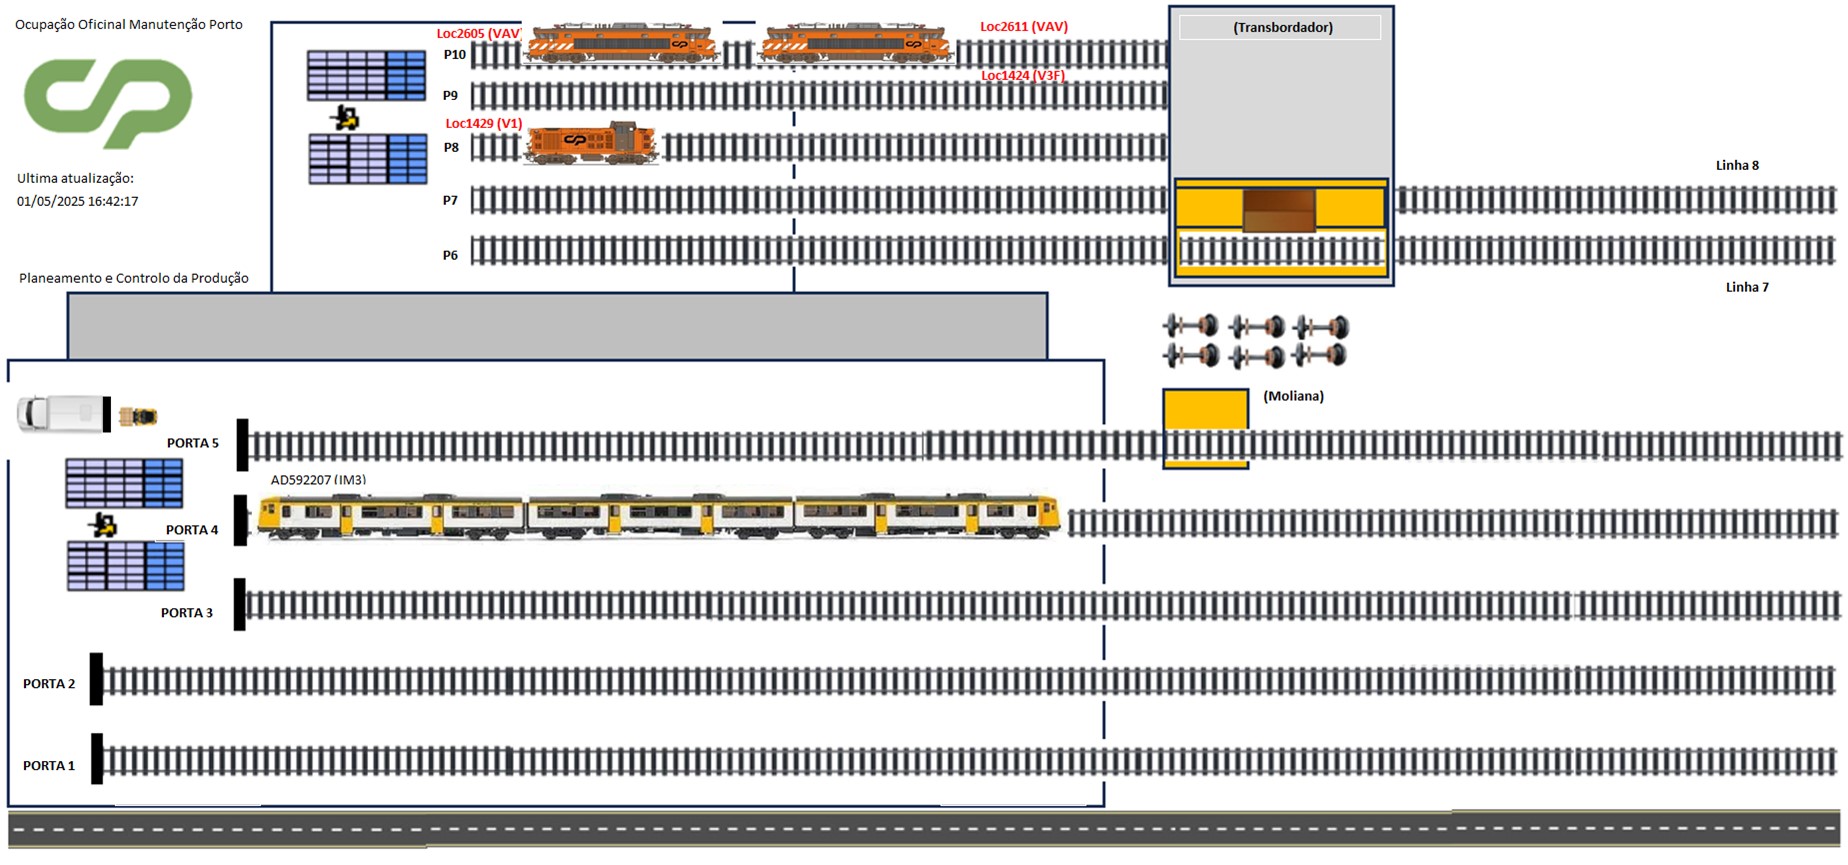 Ocupação Oficinal Manutenção Porto
CP
Ultima atualização:
01/05/2025 16:42:17
Planeamento e Controlo da Produção
Loc2605 (VAV)
Loc2611 (VAV)
P10
Loc1424 (V3F)
P9
Loc1429 (V1)
P8
CP
P7
P6
(Transbordador)
Linha 8
Linha 7
(Moliana)
PORTA 5
AD592207 (IM3)
PORTA 4
PORTA 3
PORTA 2
PORTA 1